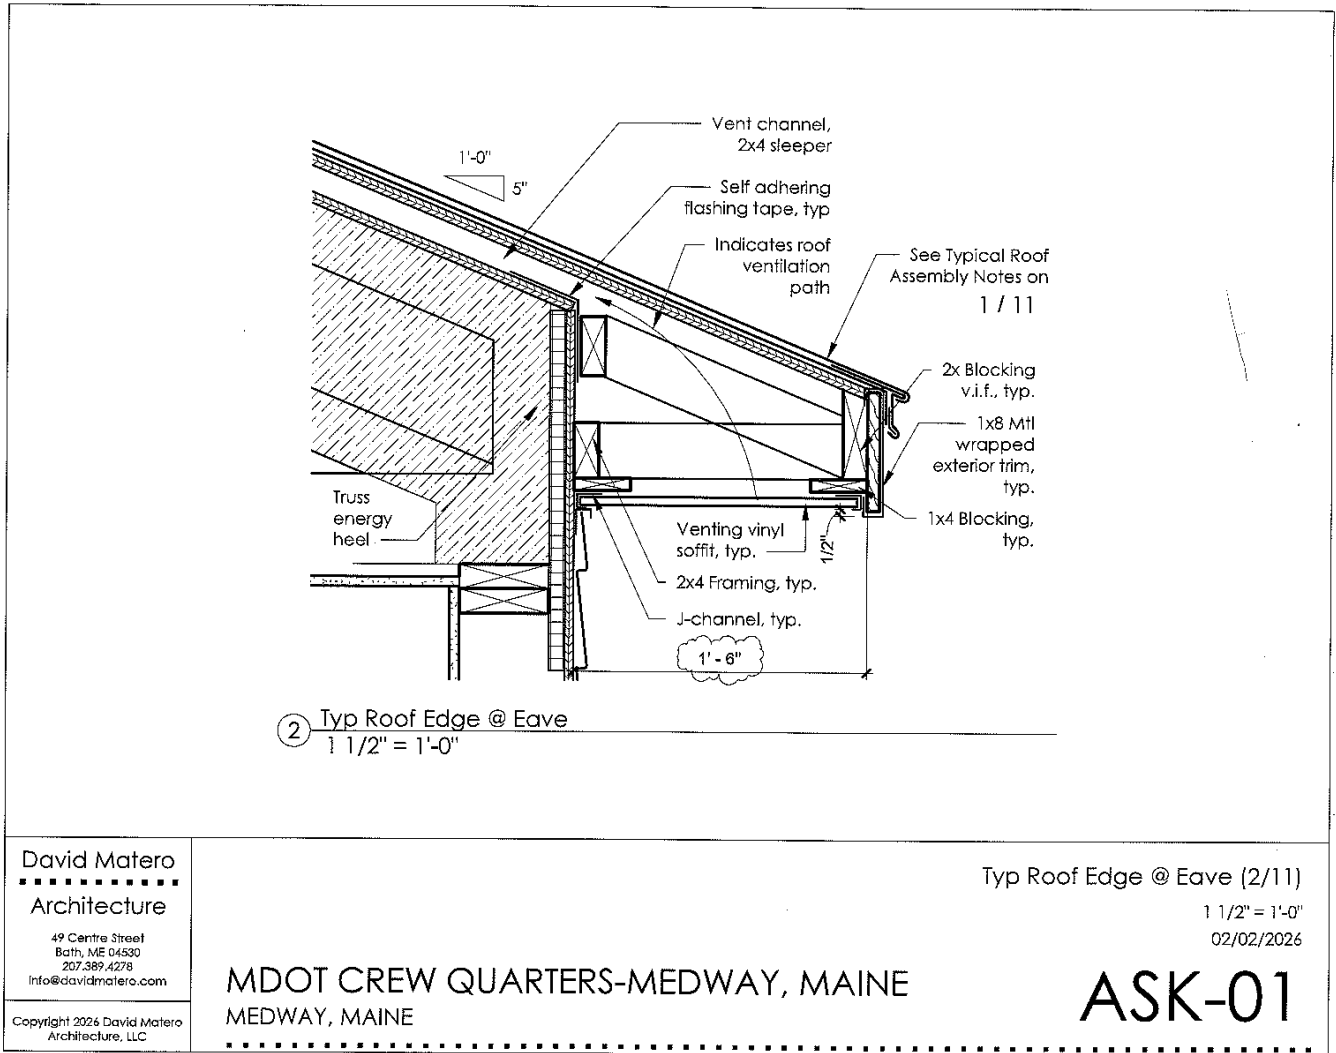 Vent channel,
2x4 sleeper
1'-0"
5"
Self adhering
flashing tape, typ
Indicates roof
ventilation
path
See Typical Roof
Assembly Notes on
1 / 11
2x Blocking
v.i.f., typ.
1x8 Mtl
wrapped
exterior trim,
typ.
Truss
energy
heel
Venting vinyl
soffit, typ.
1/2"
1x4 Blocking,
typ.
2x4 Framing, typ.
J-channel, typ.
1' - 6"
2
Typ Roof Edge @ Eave
1 1/2" = 1'-0"
David Matero
Architecture
49 Centre Street
Bath, ME 04530
207.389.4278
info@davidmatero.com
Copyright 2026 David Matero
Architecture, LLC
MDOT CREW QUARTERS-MEDWAY, MAINE
MEDWAY, MAINE
Typ Roof Edge @ Eave (2/11)
1 1/2" = 1'-0"
02/02/2026
ASK-01